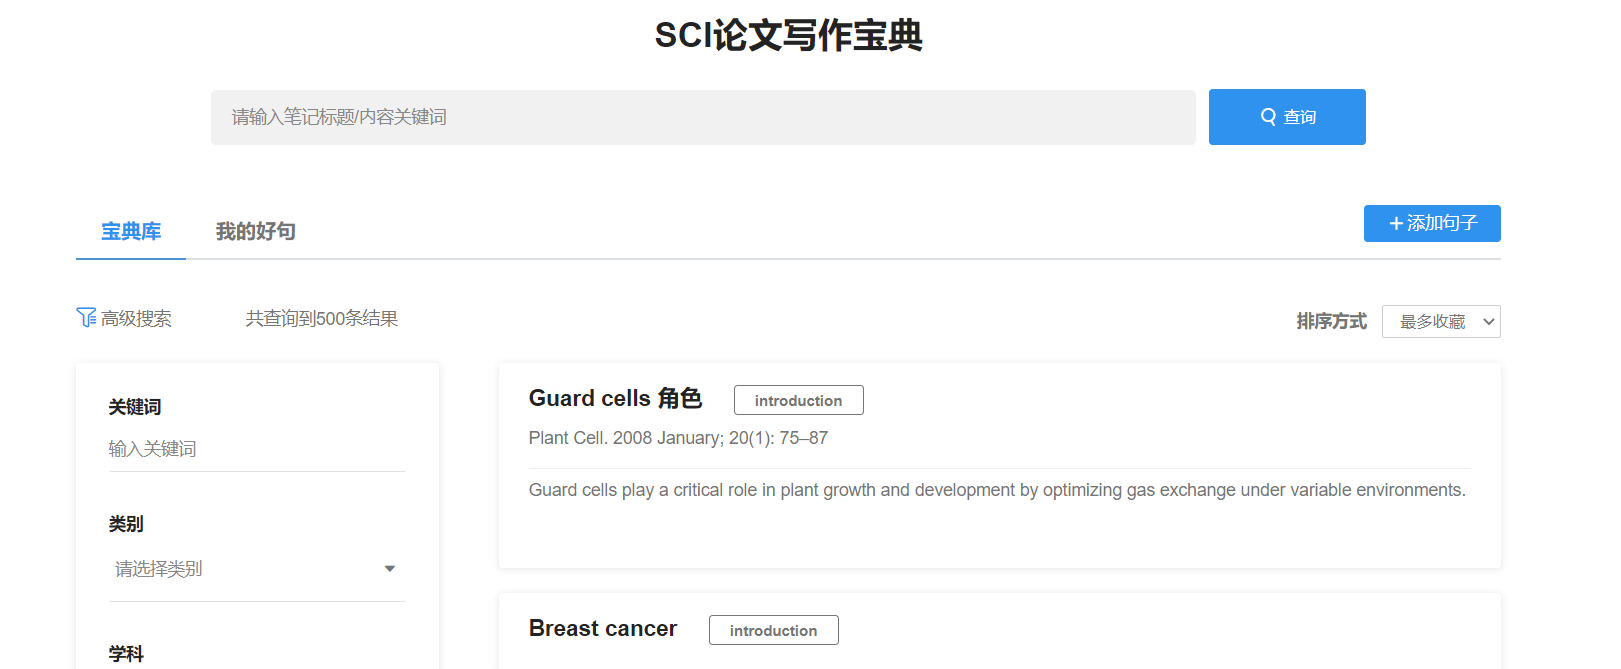 SCI论文写作宝典
请输入笔记标题/内容关键词
查询
宝典库 我的好句
添加句子
高级搜索 共查询到500条结果
排序方式 最多收藏
关键词
输入关键词
类别
请选择类别
学科
Guard cells 角色 introduction
Plant Cell. 2008 January; 20(1): 75–87
Guard cells play a critical role in plant growth and development by optimizing gas exchange under variable environments.
Breast cancer introduction